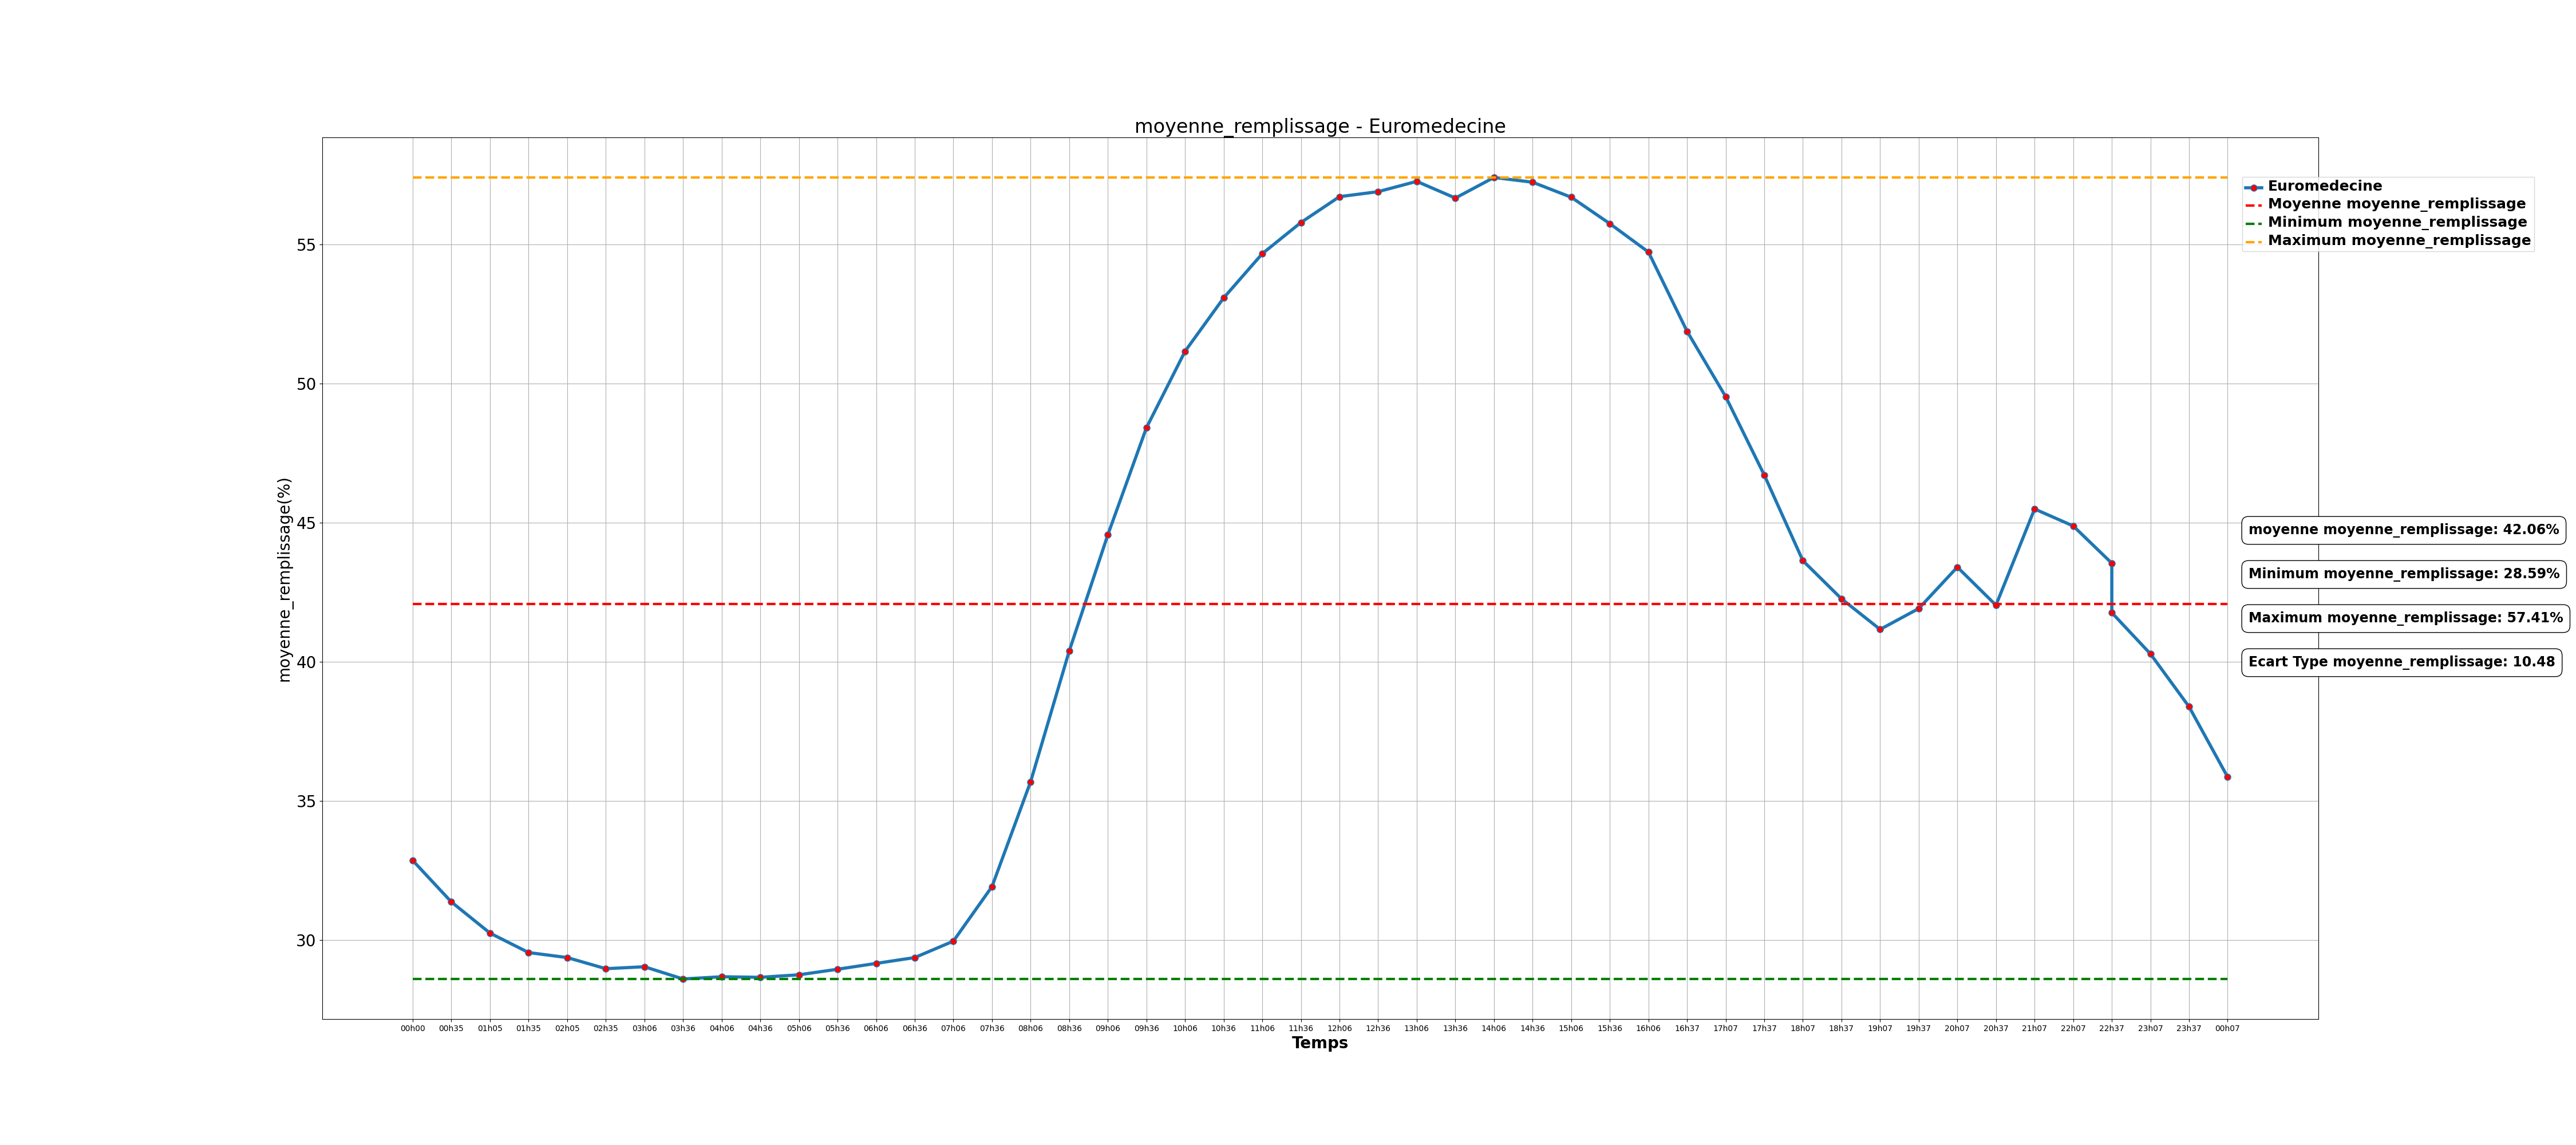 moyenne_remplissage - Euromedecine
Euromedecine
Moyenne moyenne_remplissage
Minimum moyenne_remplissage
Maximum moyenne_remplissage
55
50
45
40
35
30
moyenne_remplissage(%)
moyenne moyenne_remplissage: 42.06%
Minimum moyenne_remplissage: 28.59%
Maximum moyenne_remplissage: 57.41%
Ecart Type moyenne_remplissage: 10.48
00h00 00h35 01h05 01h35 02h05 02h35 03h06 03h36 04h06 04h36 05h06 05h36 06h06 06h36 07h06 07h36 08h06 08h36 09h06 09h36 10h06 10h36 11h06 11h36 12h06 12h36 13h06 13h36 14h06 14h36 15h06 15h36 16h06 16h37 17h07 17h37 18h07 18h37 19h07 19h37 20h07 20h37 21h07 22h07 22h37 23h07 23h37 00h07
Temps